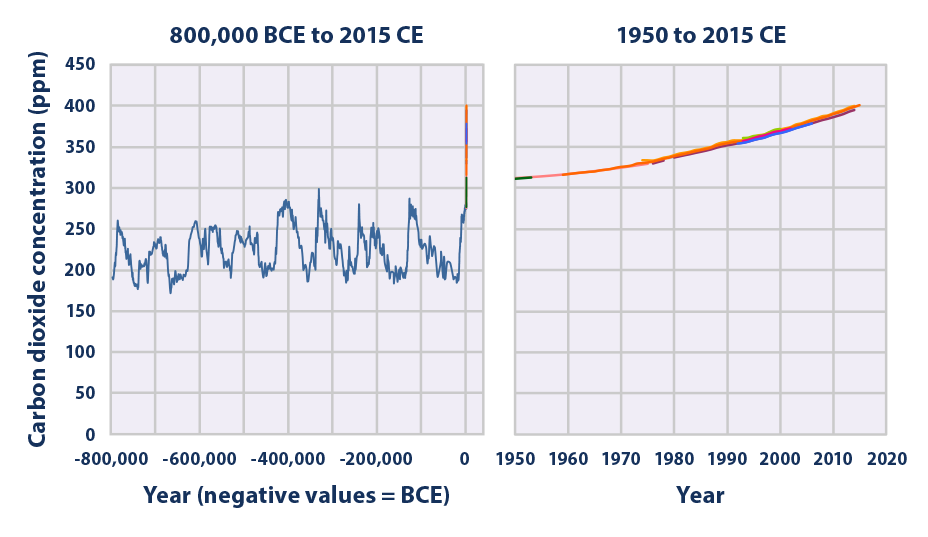 800,000 BCE to 2015 CE
1950 to 2015 CE
Carbon dioxide concentration (ppm)
450
400
350
300
250
200
150
100
50
0
-800,000 -600,000 -400,000 -200,000 0
1950 1960 1970 1980 1990 2000 2010 2020
Year (negative values = BCE)
Year